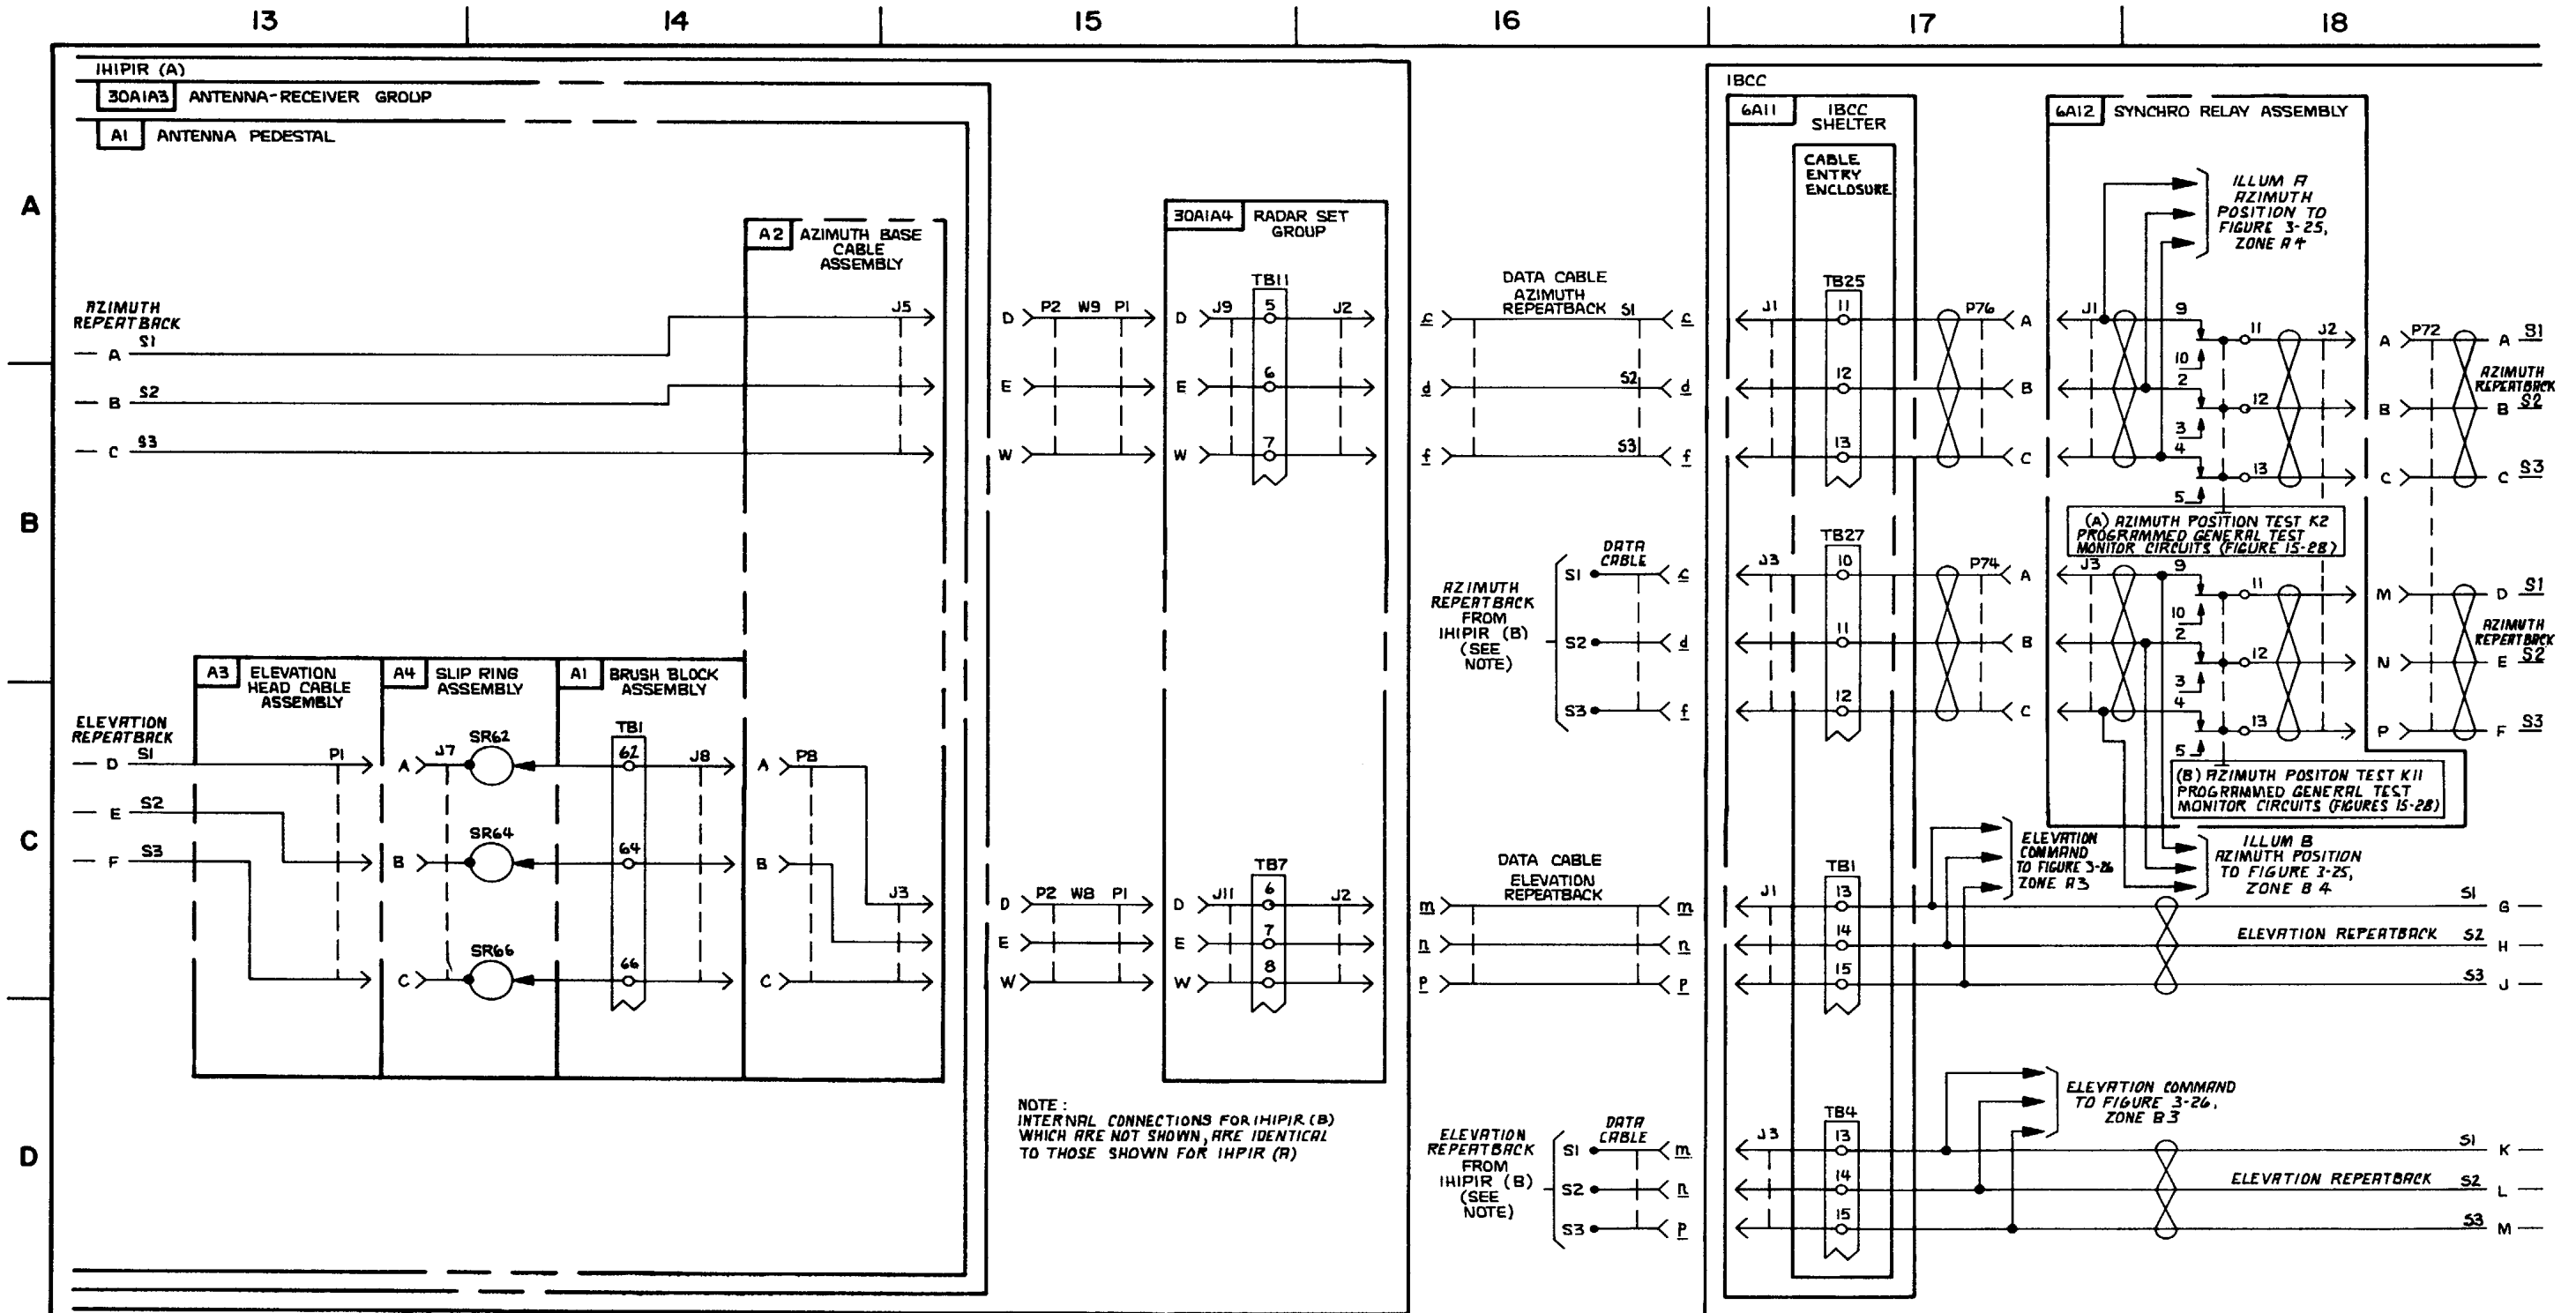 13 14 15 16 17 18
A
B
C
D
IHIPIR (A)
30A1A3 ANTENNA-RECEIVER GROUP
A1 ANTENNA PEDESTAL
A2 AZIMUTH BASE
CABLE
ASSEMBLY
AZIMUTH
REPEATBACK
A S1
B S2
C S3
J5
D P2 W9 P1
E
W
30A1A4 RADAR SET
GROUP
TB11
D J9 5 J2
E 6
W 7
DATA CABLE
AZIMUTH
REPEATBACK
c S1 c
d S2 d
f S3 f
A3 ELEVATION
HEAD CABLE
ASSEMBLY
A4 SLIP RING
ASSEMBLY
A1 BRUSH BLOCK
ASSEMBLY
ELEVATION
REPEATBACK
D S1
E S2
F S3
P1
A J7 SR62
B SR64
C SR66
TB1
62 J8
64
66
A P8
B
C
J3
D P2 W8 P1
E
W
TB7
D J11 6 J2
E 7
W 8
DATA CABLE
ELEVATION
REPEATBACK
m m
n n
p p
NOTE:
INTERNAL CONNECTIONS FOR IHIPIR (B)
WHICH ARE NOT SHOWN, ARE IDENTICAL
TO THOSE SHOWN FOR IHPIR (A)
AZIMUTH
REPEATBACK
FROM
IHIPIR (B)
(SEE
NOTE)
DATA
CABLE
S1 c
S2 d
S3 f
ELEVATION
REPEATBACK
FROM
IHIPIR (B)
(SEE
NOTE)
DATA
CABLE
S1 m
S2 n
S3 p
IBCC
6A11 IBCC
SHELTER
CABLE
ENTRY
ENCLOSURE
TB25
J1 11 P76 A
12 B
13 C
TB27
J3 10 P74 A
11 B
12 C
TB1
J1 13
14
15
TB4
J3 13
14
15
6A12 SYNCHRO RELAY ASSEMBLY
ILLUM A
AZIMUTH
POSITION TO
FIGURE 3-25,
ZONE A4
J1 9 11 J2 A P72 A S1
10
2 12 B B S2
3
4 13 C C S3
5
AZIMUTH
REPEATBACK
(A) AZIMUTH POSITION TEST K2
PROGRAMMED GENERAL TEST
MONITOR CIRCUITS (FIGURE 15-28)
J3 9 11 M D S1
10
2 12 N E S2
3
4 13 P F S3
5
AZIMUTH
REPEATBACK
(B) AZIMUTH POSITON TEST K11
PROGRAMMED GENERAL TEST
MONITOR CIRCUITS (FIGURES 15-28)
ELEVATION
COMMAND
TO FIGURE 3-26
ZONE A3
ILLUM B
AZIMUTH POSITION
TO FIGURE 3-25,
ZONE B4
S1 G
ELEVATION REPEATBACK S2 H
S3 J
ELEVATION COMMAND
TO FIGURE 3-26,
ZONE B3
S1 K
ELEVATION REPEATBACK S2 L
S3 M